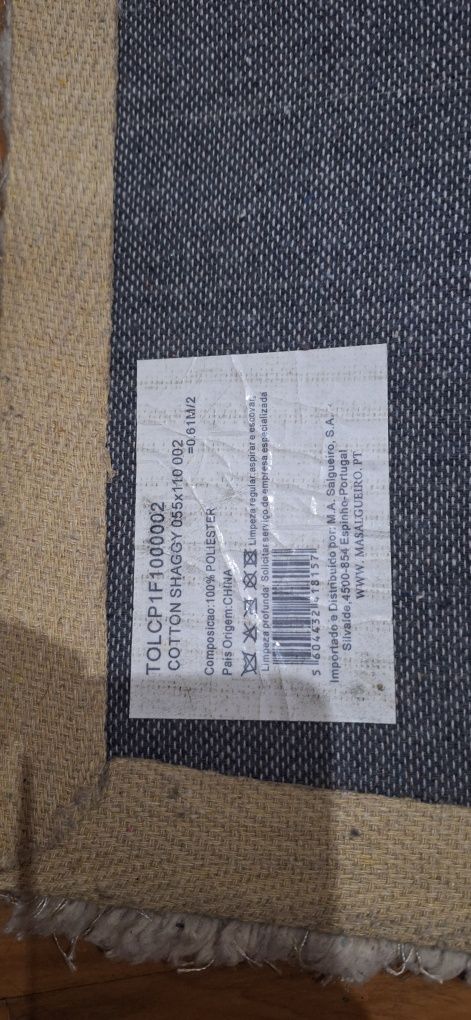 TOLCP1F1000002
COTTON SHAGGY 055x110 002
=0.61M/2
Composicao:100% POLIESTER
Pais Origem:CHINA
Limpeza regular:aspirar e escovar,
Limpeza profunda' Solicitar serviço de empresa especializada
5 604432 418157
Importado e Distribuido por: M.A. Salgueiro, S.A.
Silvalde,4500-854 Espinho-Portugal
WWW.MASALGUEIRO.PT